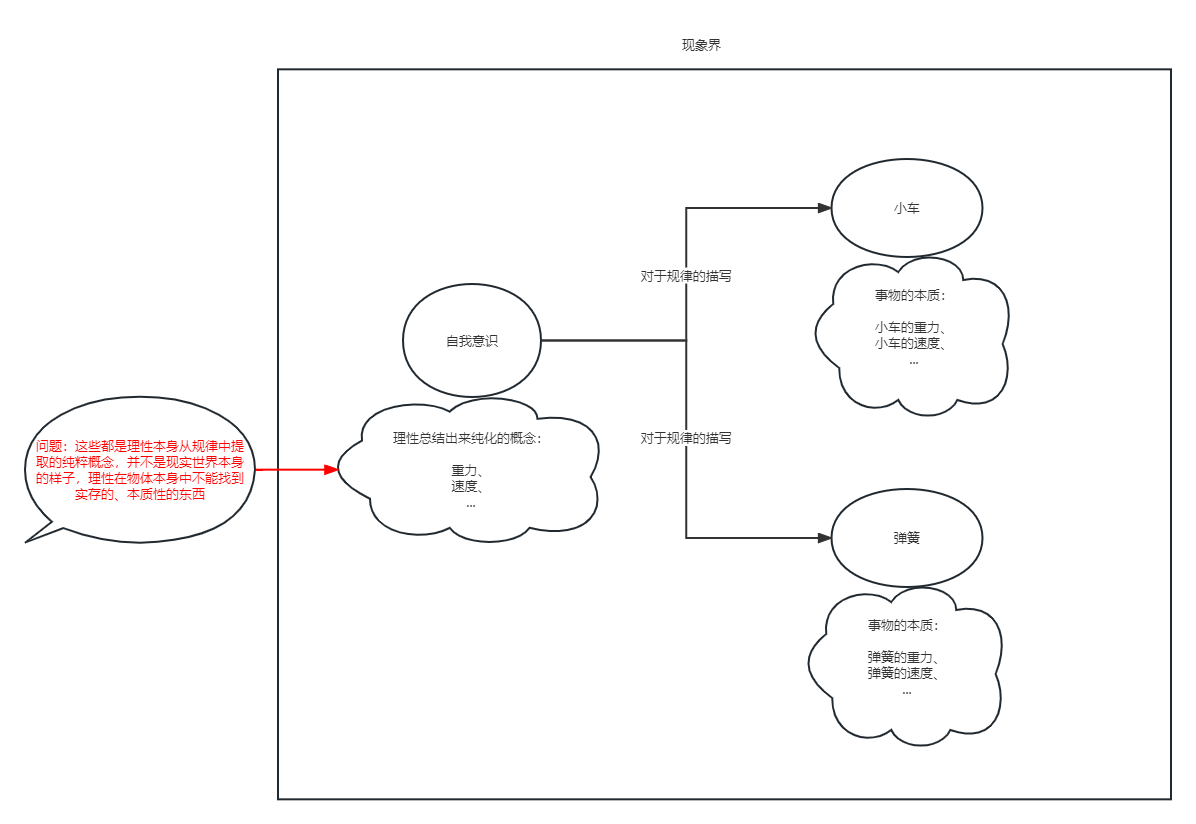 现象界
小车
对于规律的描写
事物的本质：
小车的重力、
小车的速度、
...
自我意识
理性总结出来纯化的概念：
重力、
速度、
...
对于规律的描写
问题：这些都是理性本身从规律中提
取的纯粹概念，并不是现实世界本身
的样子，理性在物体本身中不能找到
实存的、本质性的东西
弹簧
事物的本质：
弹簧的重力、
弹簧的速度、
...